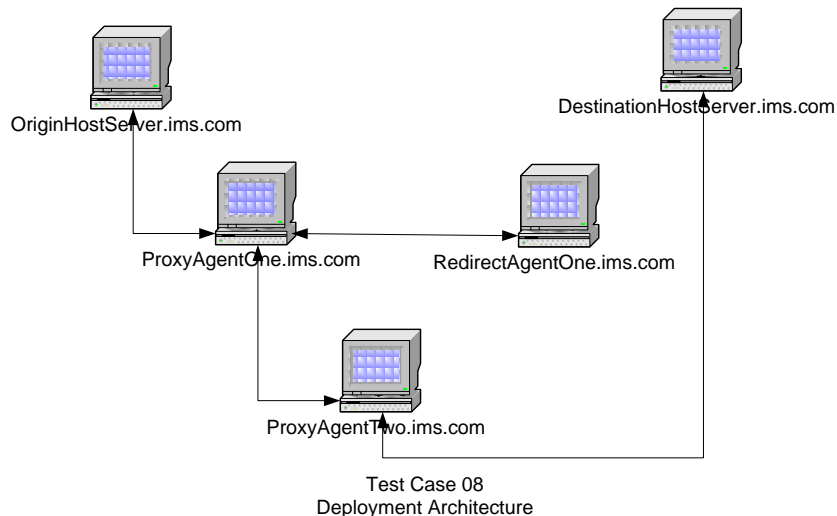 OriginHostServer.ims.com
DestinationHostServer.ims.com
ProxyAgentOne.ims.com
RedirectAgentOne.ims.com
ProxyAgentTwo.ims.com
Test Case 08
Deployment Architecture